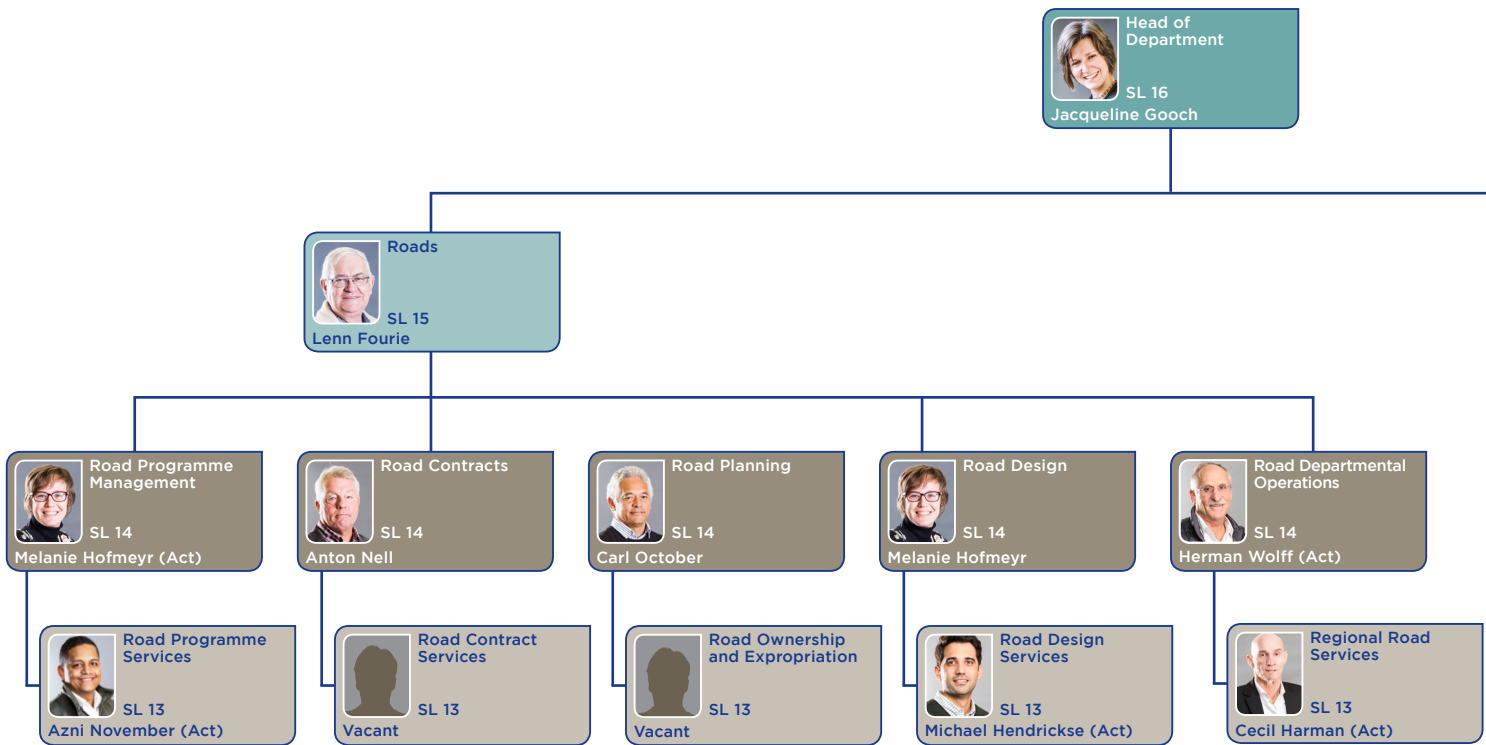 Head of
Department
SL 16
Jacqueline Gooch
Roads
SL 15
Lenn Fourie
Road Programme
Management
SL 14
Melanie Hofmeyr (Act)
Road Contracts
SL 14
Anton Nell
Road Planning
SL 14
Carl October
Road Design
SL 14
Melanie Hofmeyr
Road Departmental
Operations
SL 14
Herman Wolff (Act)
Road Programme
Services
SL 13
Azni November (Act)
Road Contract
Services
SL 13
Vacant
Road Ownership
and Expropriation
SL 13
Vacant
Road Design
Services
SL 13
Michael Hendrickse (Act)
Regional Road
Services
SL 13
Cecil Harman (Act)